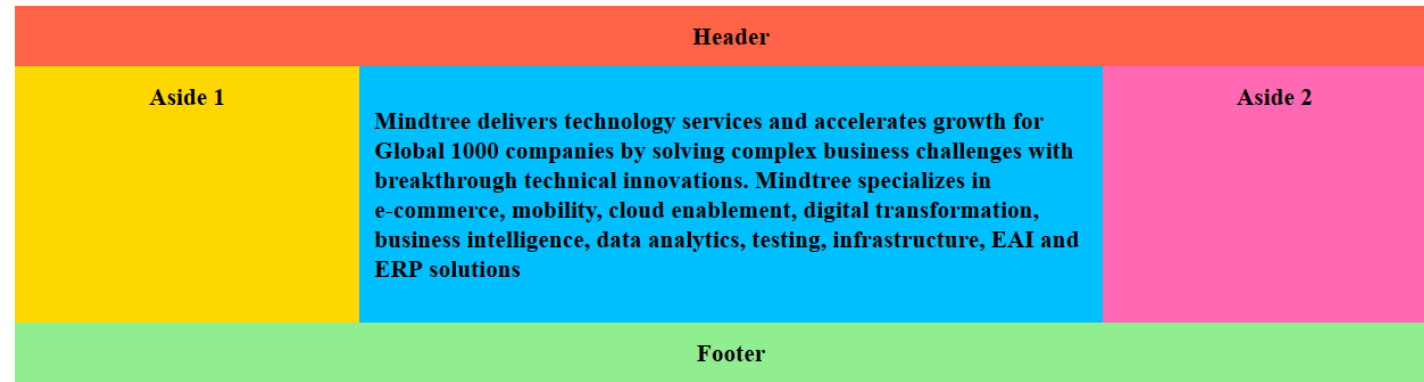 Header
Aside 1
Mindtree delivers technology services and accelerates growth for
Global 1000 companies by solving complex business challenges with
breakthrough technical innovations. Mindtree specializes in
e-commerce, mobility, cloud enablement, digital transformation,
business intelligence, data analytics, testing, infrastructure, EAI and
ERP solutions
Aside 2
Footer